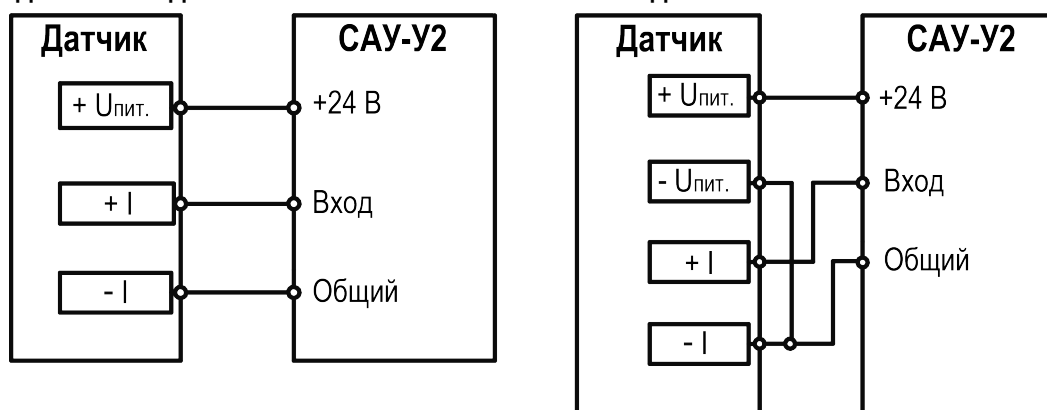 Датчик
САУ-У2
+ Uпит.
+24 В
+ I
Вход
- I
Общий
Датчик
САУ-У2
+ Uпит.
+24 В
- Uпит.
Вход
+ I
Общий
- I